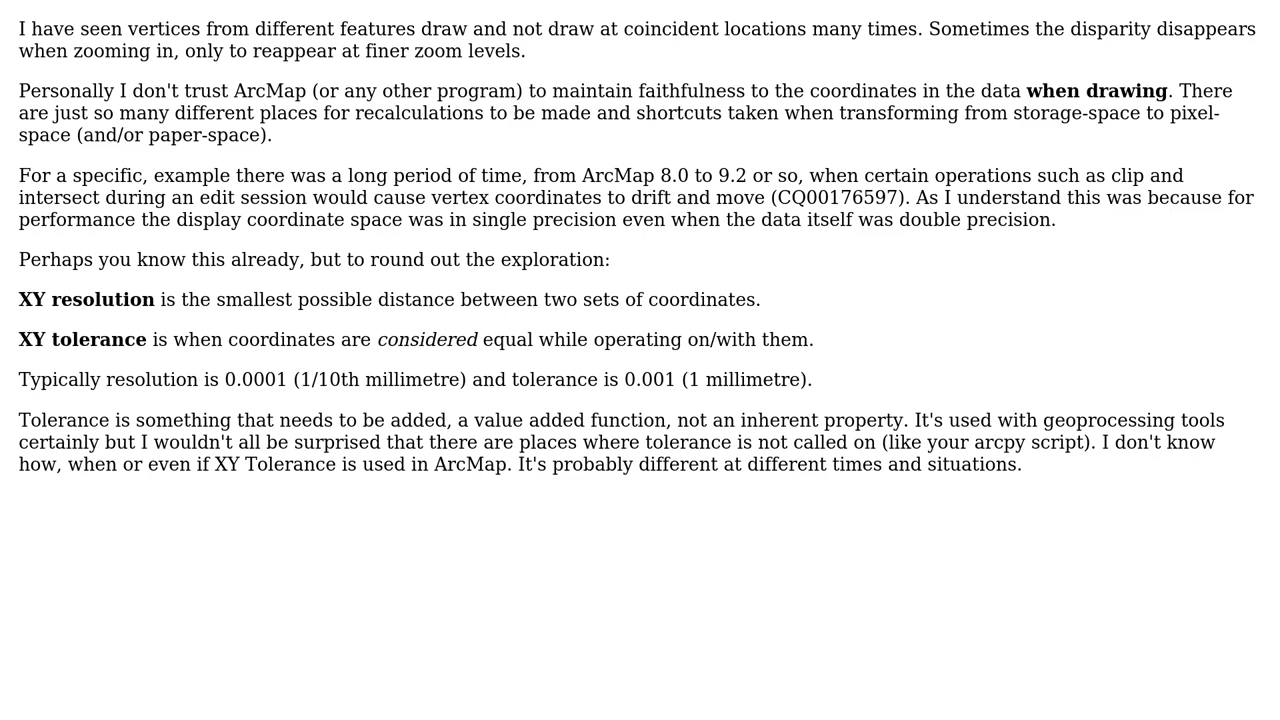 I have seen vertices from different features draw and not draw at coincident locations many times. Sometimes the disparity disappears
when zooming in, only to reappear at finer zoom levels.
Personally I don't trust ArcMap (or any other program) to maintain faithfulness to the coordinates in the data when drawing. There
are just so many different places for recalculations to be made and shortcuts taken when transforming from storage-space to pixel-
space (and/or paper-space).
For a specific, example there was a long period of time, from ArcMap 8.0 to 9.2 or so, when certain operations such as clip and
intersect during an edit session would cause vertex coordinates to drift and move (CQ00176597). As I understand this was because for
performance the display coordinate space was in single precision even when the data itself was double precision.
Perhaps you know this already, but to round out the exploration:
XY resolution is the smallest possible distance between two sets of coordinates.
XY tolerance is when coordinates are considered equal while operating on/with them.
Typically resolution is 0.0001 (1/10th millimetre) and tolerance is 0.001 (1 millimetre).
Tolerance is something that needs to be added, a value added function, not an inherent property. It's used with geoprocessing tools
certainly but I wouldn't all be surprised that there are places where tolerance is not called on (like your arcpy script). I don't know
how, when or even if XY Tolerance is used in ArcMap. It's probably different at different times and situations.